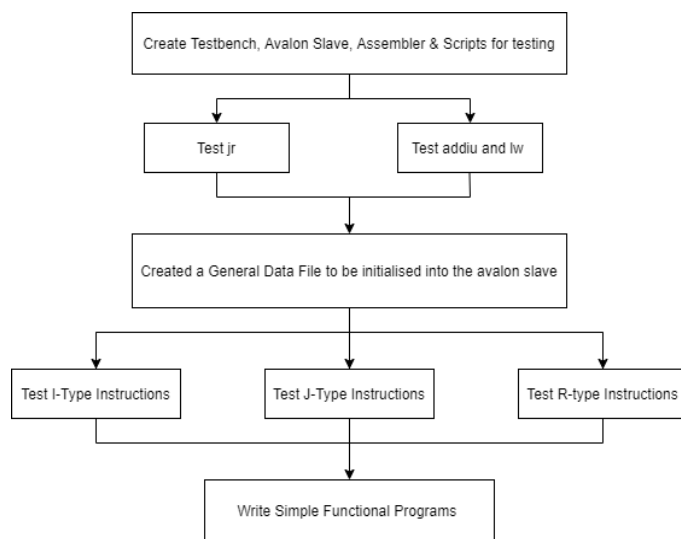 Create Testbench, Avalon Slave, Assembler & Scripts for testing
Test jr
Test addiu and lw
Created a General Data File to be initialised into the avalon slave
Test I-Type Instructions
Test J-Type Instructions
Test R-type Instructions
Write Simple Functional Programs